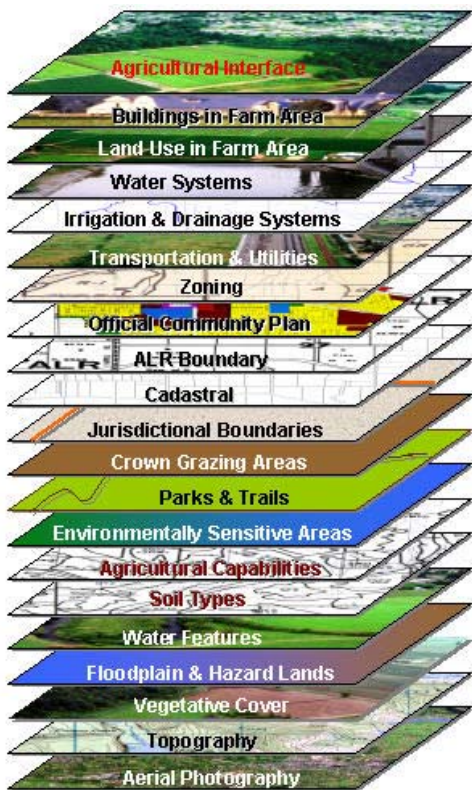 Agricultural Interface
Buildings in Farm Area
Land Use in Farm Area
Water Systems
Irrigation & Drainage Systems
Transportation & Utilities
Zoning
Official Community Plan
ALR
ALR Boundary
ALR
Cadastral
Jurisdictional Boundaries
Crown Grazing Areas
Parks & Trails
Environmentally Sensitive Areas
Agricultural Capabilities
Soil Types
Water Features
Floodplain & Hazard Lands
Vegetative Cover
Topography
Aerial Photography